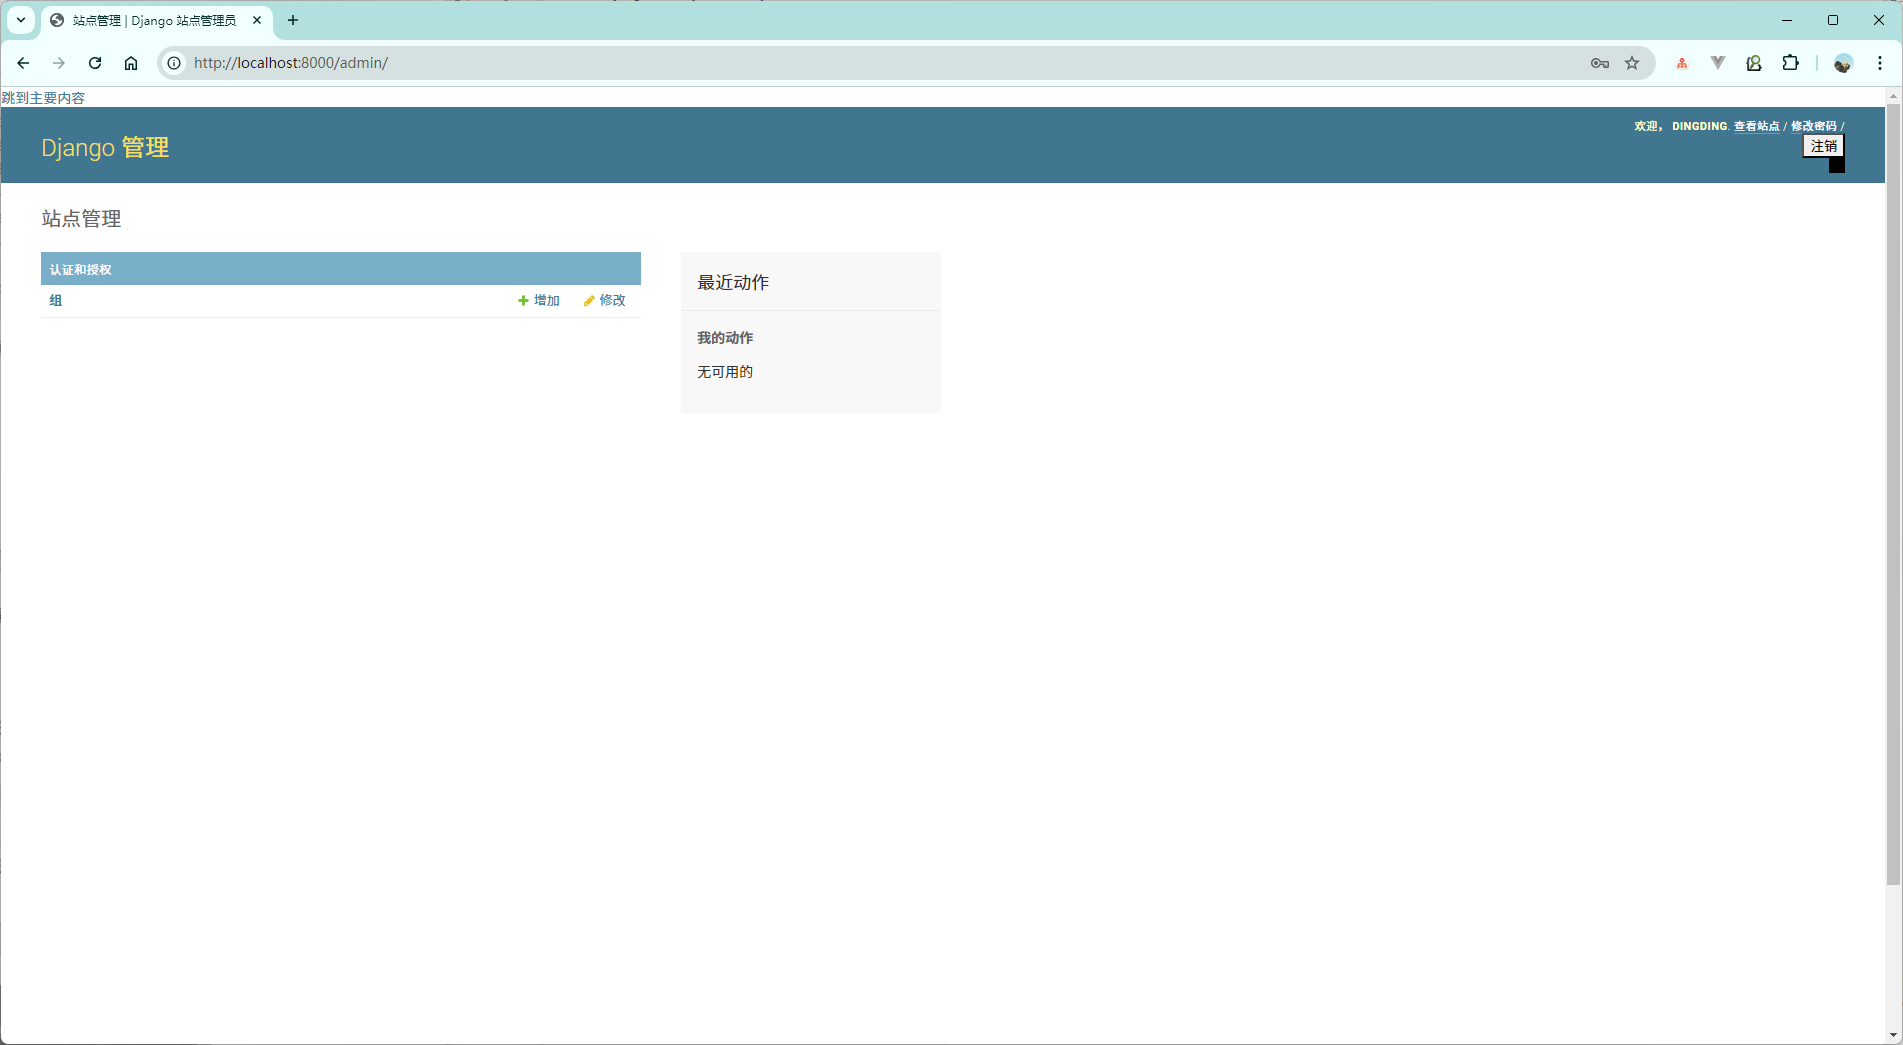 站点管理 | Django 站点管理员
http://localhost:8000/admin/
跳到主要内容
Django 管理
欢迎， DINGDING. 查看站点 / 修改密码 /
注销
站点管理
认证和授权
组 增加 修改
最近动作
我的动作
无可用的